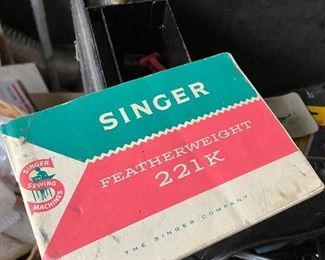 SINGER
FEATHERWEIGHT
221K
SINGER
SEWING
MACHINES
THE SINGER COMPANY